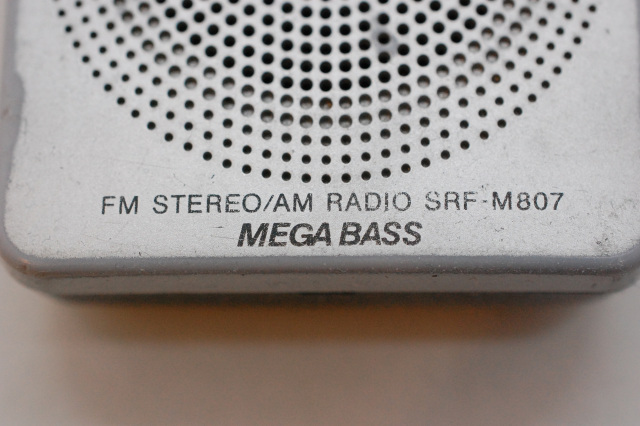 FM STEREO/AM RADIO SRF-M807
MEGA BASS